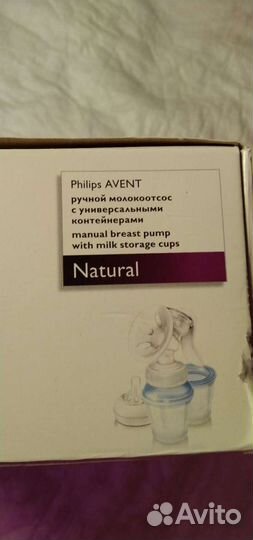 Philips AVENT
ручной молокоотсос
с универсальными
контейнерами
manual breast pump
with milk storage cups
Natural
Avito